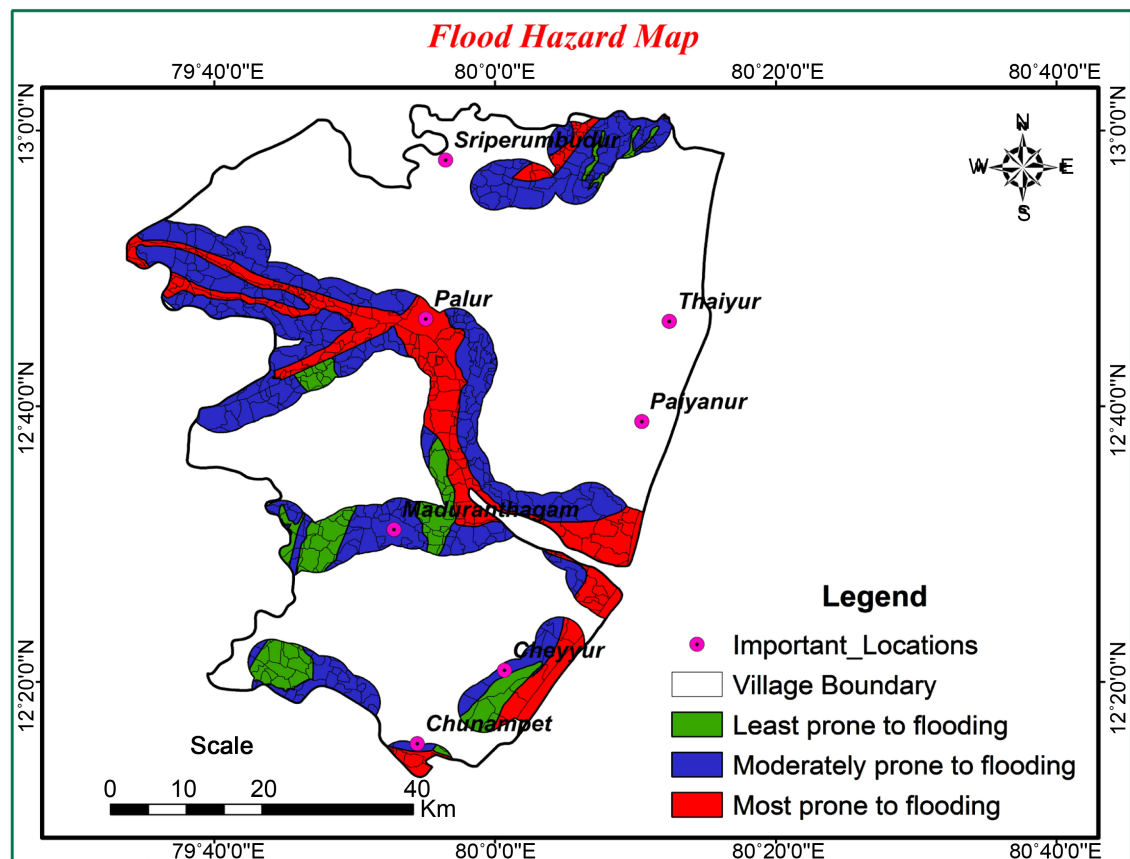 Flood Hazard Map
79°40'0"E 80°0'0"E 80°20'0"E 80°40'0"E
13°0'0"N 13°0'0"N
N
W E
S
Sriperumbudur
Palur
Thaiyur
12°40'0"N 12°40'0"N
Paiyanur
Maduranthagam
Cheyyur
12°20'0"N 12°20'0"N
Chunampet
Legend
Important_Locations
Village Boundary
Least prone to flooding
Moderately prone to flooding
Most prone to flooding
Scale
0 10 20 40
Km
79°40'0"E 80°0'0"E 80°20'0"E 80°40'0"E